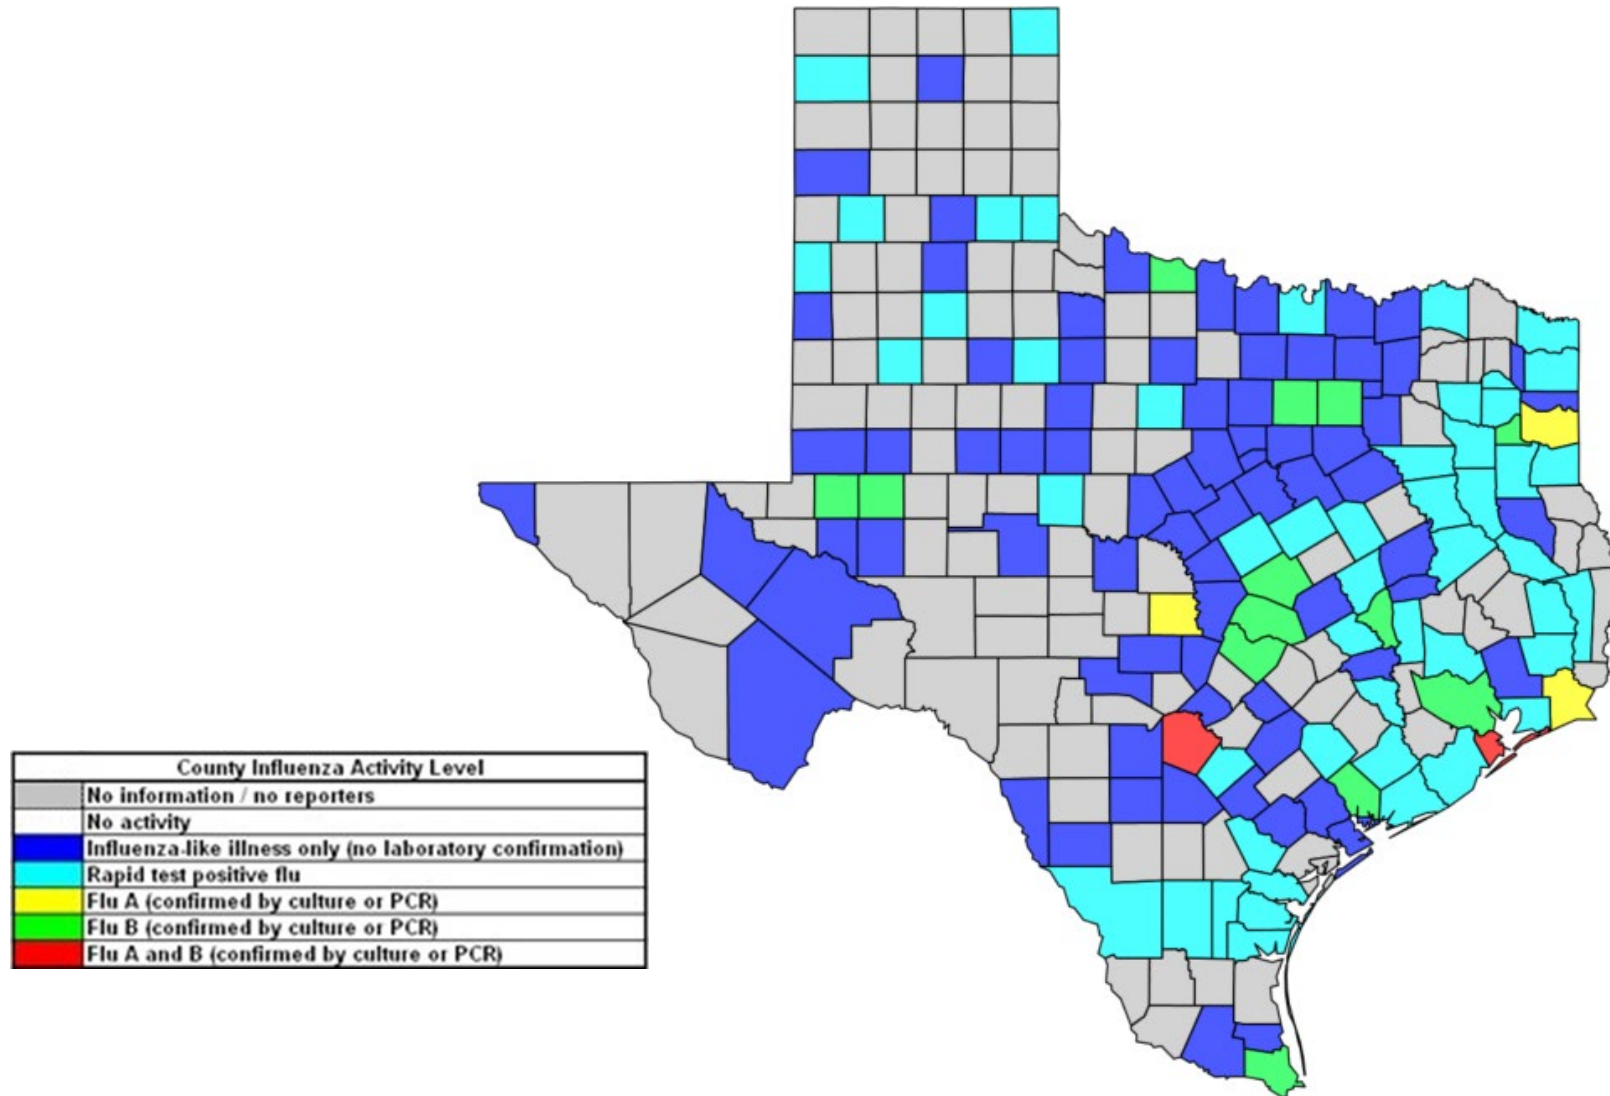 County Influenza Activity Level
No information / no reporters
No activity
Influenza-like illness only (no laboratory confirmation)
Rapid test positive flu
Flu A (confirmed by culture or PCR)
Flu B (confirmed by culture or PCR)
Flu A and B (confirmed by culture or PCR)